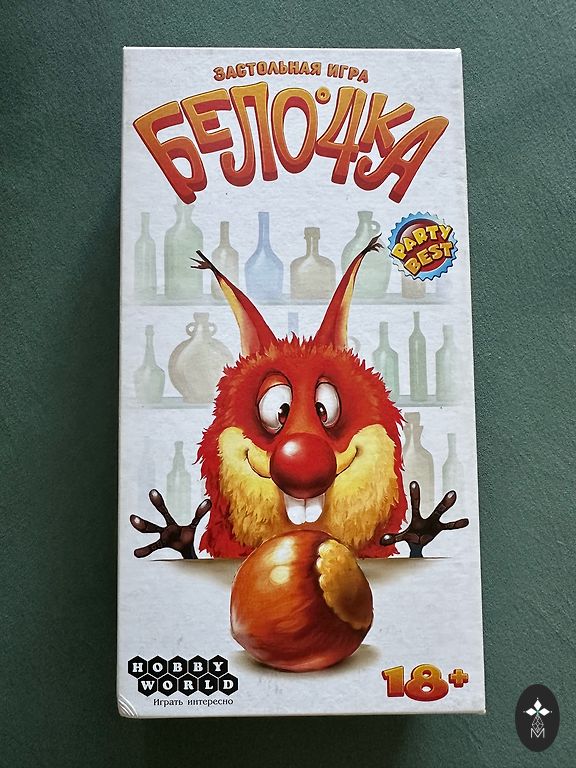 ЗАСТОЛЬНАЯ ИГРА
БЕЛОЧКА
PARTY
BEST
HOBBY
WORLD
Играть интересно
18+
M